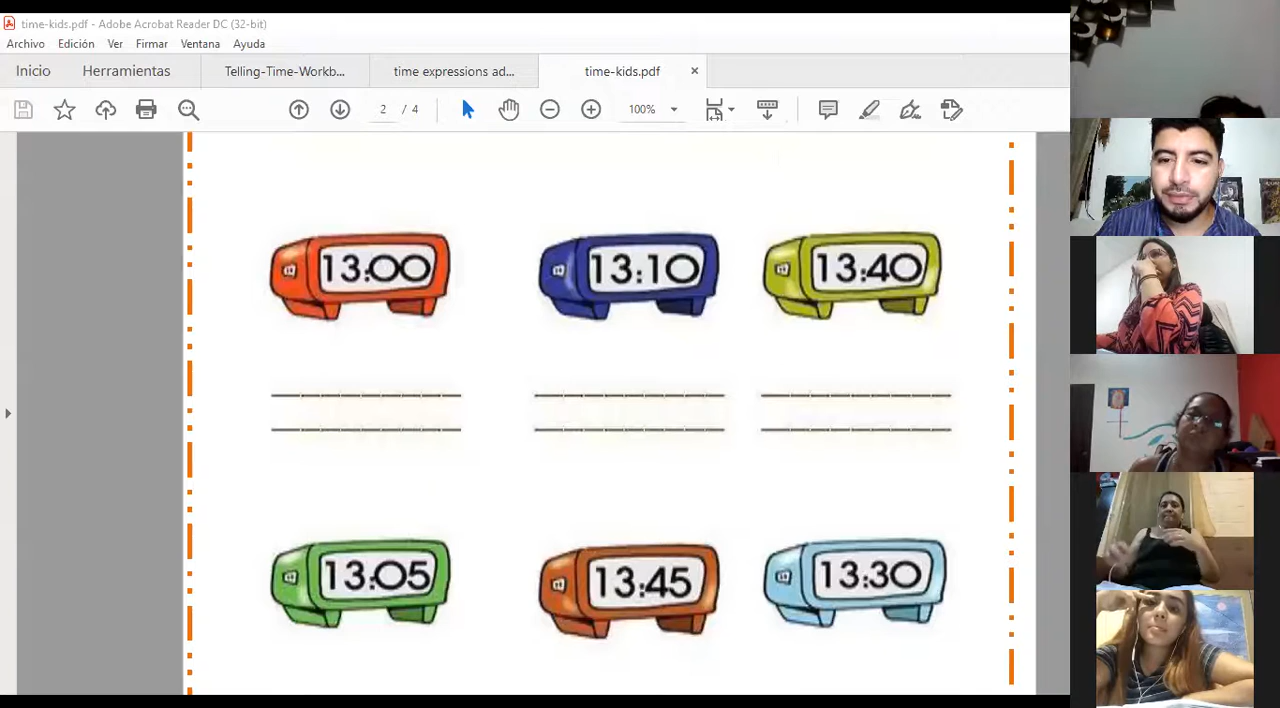 time-kids.pdf - Adobe Acrobat Reader DC (32-bit)
Archivo Edición Ver Firmar Ventana Ayuda
Inicio Herramientas Telling-Time-Workb... time expressions ad... time-kids.pdf
2 / 4 100%
13:00 13:10 13:40
13:05 13:45 13:30